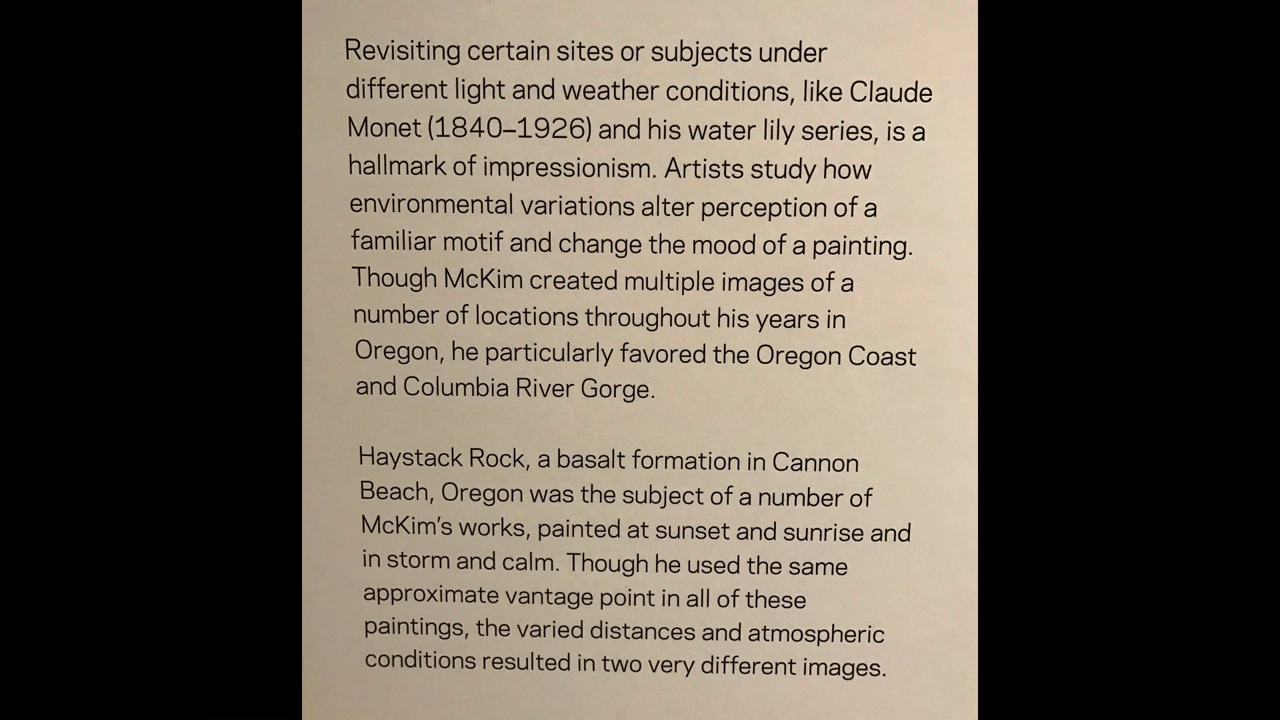 Revisiting certain sites or subjects under
different light and weather conditions, like Claude
Monet (1840–1926) and his water lily series, is a
hallmark of impressionism. Artists study how
environmental variations alter perception of a
familiar motif and change the mood of a painting.
Though McKim created multiple images of a
number of locations throughout his years in
Oregon, he particularly favored the Oregon Coast
and Columbia River Gorge.
Haystack Rock, a basalt formation in Cannon
Beach, Oregon was the subject of a number of
McKim's works, painted at sunset and sunrise and
in storm and calm. Though he used the same
approximate vantage point in all of these
paintings, the varied distances and atmospheric
conditions resulted in two very different images.